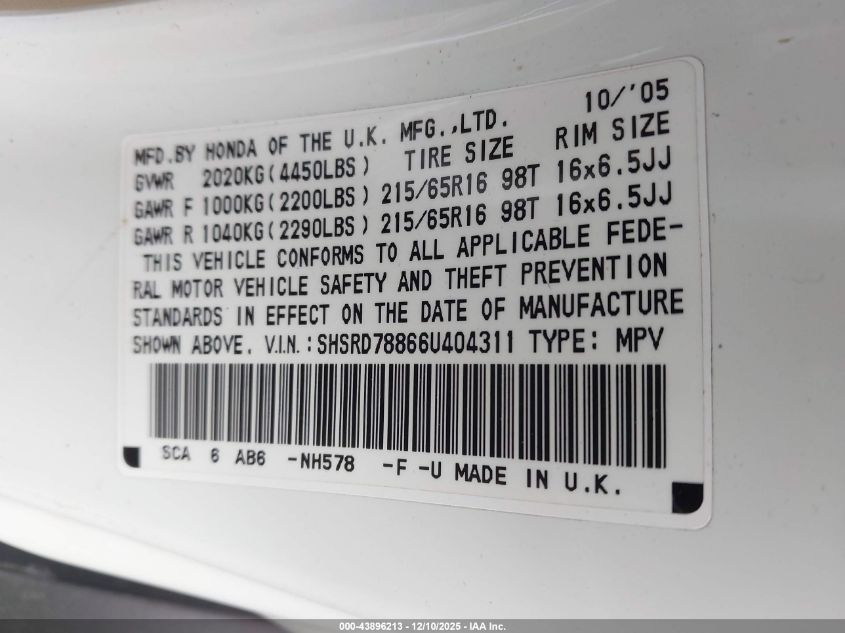 MFD.BY HONDA OF THE U.K. MFG.,LTD. 10/'05
GVWR 2020KG(4450LBS) TIRE SIZE RIM SIZE
GAWR F 1000KG(2200LBS) 215/65R16 98T 16x6.5JJ
GAWR R 1040KG(2290LBS) 215/65R16 98T 16x6.5JJ
THIS VEHICLE CONFORMS TO ALL APPLICABLE FEDE-
RAL MOTOR VEHICLE SAFETY AND THEFT PREVENTION
STANDARDS IN EFFECT ON THE DATE OF MANUFACTURE
SHOWN ABOVE. V.I.N.:SHSRD78866U404311 TYPE: MPV
SCA 6 AB6 -NH578 -F -U MADE IN U.K.
000-43896213 - 12/10/2025 - IAA Inc.